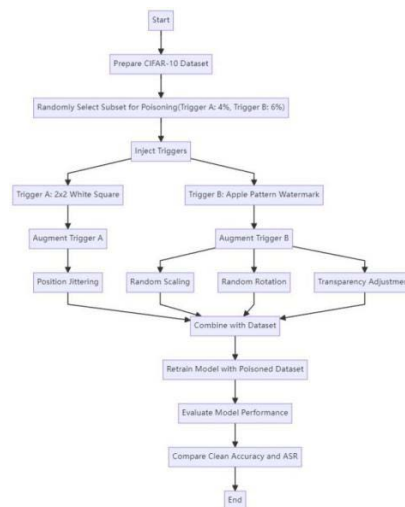 Start
Prepare CIFAR-10 Dataset
Randomly Select Subset for Poisoning(Trigger A: 4%, Trigger B: 6%)
Inject Triggers
Trigger A: 2x2 White Square
Trigger B: Apple Pattern Watermark
Augment Trigger A
Augment Trigger B
Position Jittering
Random Scaling
Random Rotation
Transparency Adjustment
Combine with Dataset
Retrain Model with Poisoned Dataset
Evaluate Model Performance
Compare Clean Accuracy and ASR
End